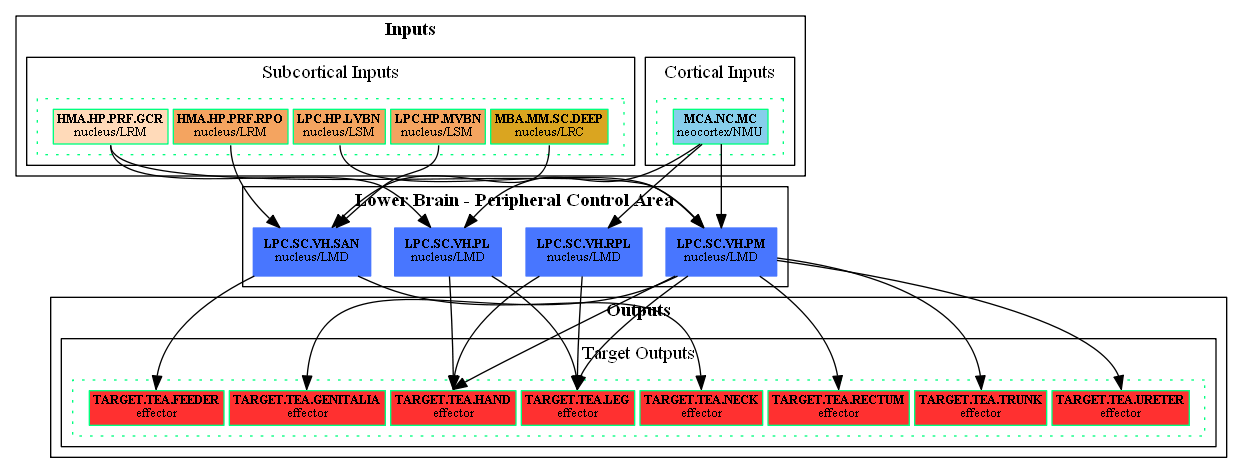 Inputs
Subcortical Inputs
Cortical Inputs
HMA.HP.PRF.GCR
nucleus/LRM
HMA.HP.PRF.RPO
nucleus/LRM
LPC.HP.LVBN
nucleus/LSM
LPC.HP.MVBN
nucleus/LSM
MBA.MM.SC.DEEP
nucleus/LRC
MCA.NC.MC
neocortex/NMU
Lower Brain - Peripheral Control Area
LPC.SC.VH.SAN
nucleus/LMD
LPC.SC.VH.PL
nucleus/LMD
LPC.SC.VH.RPL
nucleus/LMD
LPC.SC.VH.PM
nucleus/LMD
Outputs
Target Outputs
TARGET.TEA.FEEDER
effector
TARGET.TEA.GENITALIA
effector
TARGET.TEA.HAND
effector
TARGET.TEA.LEG
effector
TARGET.TEA.NECK
effector
TARGET.TEA.RECTUM
effector
TARGET.TEA.TRUNK
effector
TARGET.TEA.URETER
effector